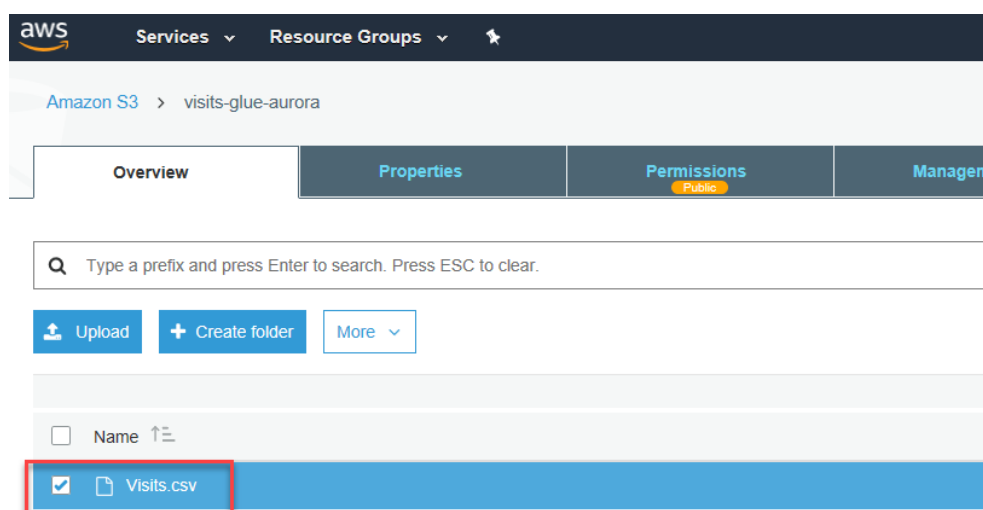 aws Services Resource Groups
Amazon S3 > visits-glue-aurora
Overview Properties Permissions Managem
Public
Type a prefix and press Enter to search. Press ESC to clear.
Upload + Create folder More
Name
Visits.csv